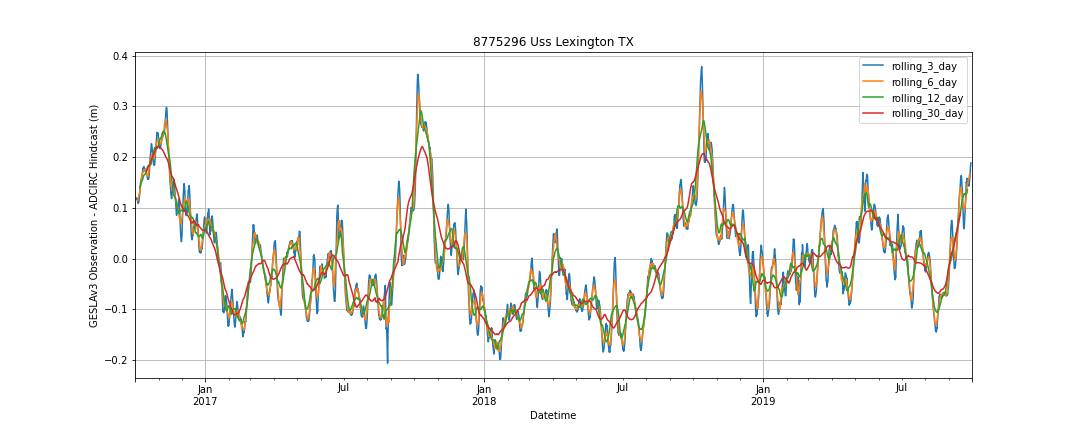 8775296 Uss Lexington TX
rolling_3_day
rolling_6_day
rolling_12_day
rolling_30_day
0.4
0.3
0.2
0.1
0.0
−0.1
−0.2
GESLAv3 Observation - ADCIRC Hindcast (m)
Jan
2017
Jul
Jan
2018
Jul
Jan
2019
Jul
Datetime